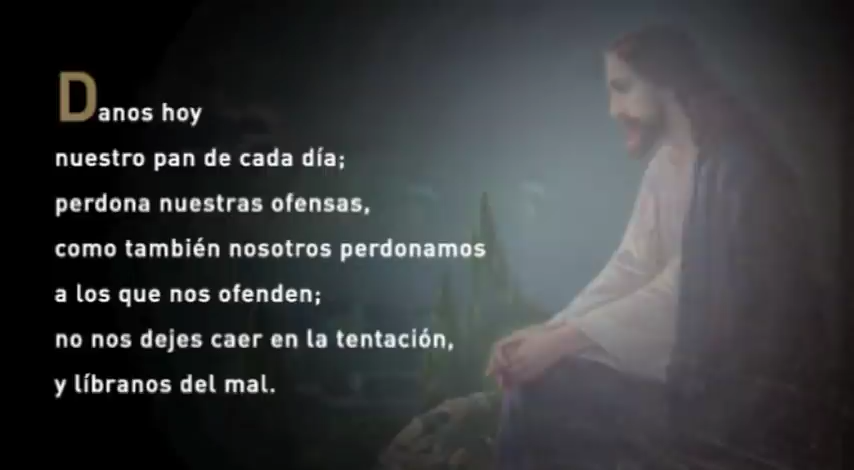 Danos hoy
nuestro pan de cada día;
perdona nuestras ofensas,
como también nosotros perdonamos
a los que nos ofenden;
no nos dejes caer en la tentación,
y líbranos del mal.